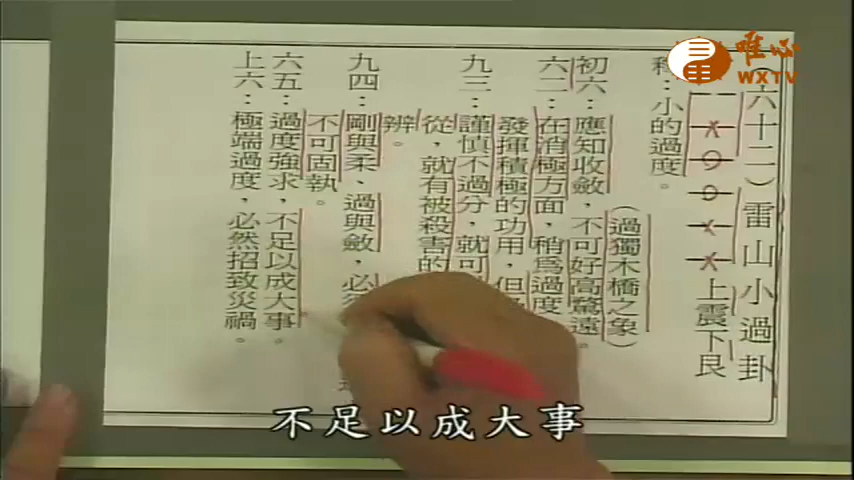 唯心
WXTV
(六十二)雷山小過卦
上震下艮
釋:小的過度。
(過獨木橋之象)
初六:應知收斂,不可好高騖遠。
六二:在消極方面,稍為過度
發揮積極的功用,但
九三:謹慎不過分,就可
從,就有被殺害的
辨。
九四:剛與柔、過與斂,必須
不可固執。
六五:過度強求,不足以成大事。
上六:極端過度,必然招致災禍。
不足以成大事